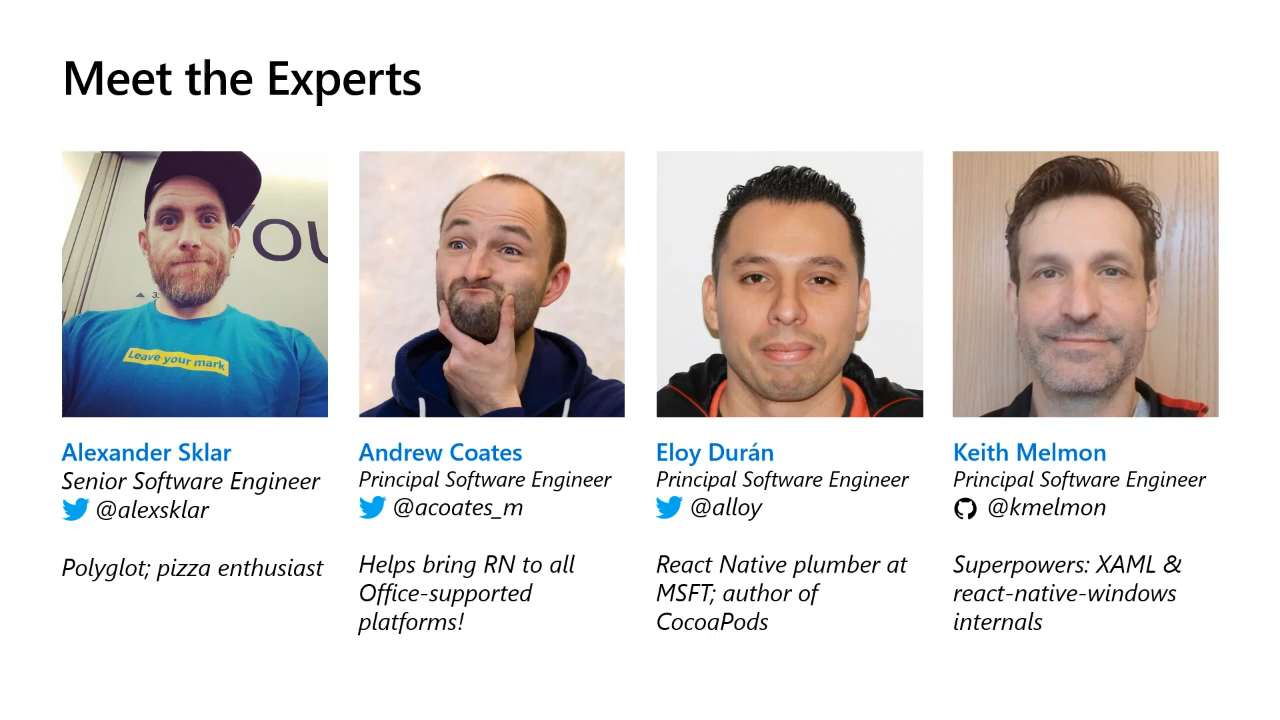 Meet the Experts
You
3.
Leave your mark
Alexander Sklar
Senior Software Engineer
@alexsklar
Polyglot; pizza enthusiast
Andrew Coates
Principal Software Engineer
@acoates_m
Helps bring RN to all
Office-supported
platforms!
Eloy Durán
Principal Software Engineer
@alloy
React Native plumber at
MSFT; author of
CocoaPods
Keith Melmon
Principal Software Engineer
@kmelmon
Superpowers: XAML &
react-native-windows
internals